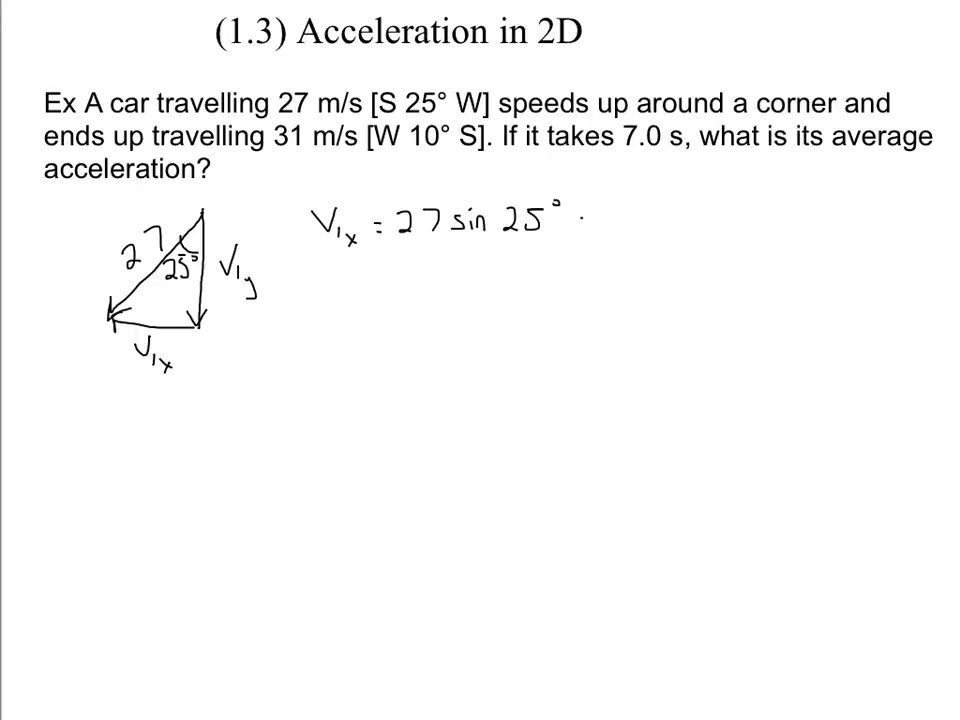 (1.3) Acceleration in 2D
Ex A car travelling 27 m/s [S 25° W] speeds up around a corner and
ends up travelling 31 m/s [W 10° S]. If it takes 7.0 s, what is its average
acceleration?
V1x = 27 sin 25°
27
25°
V1y
V1x